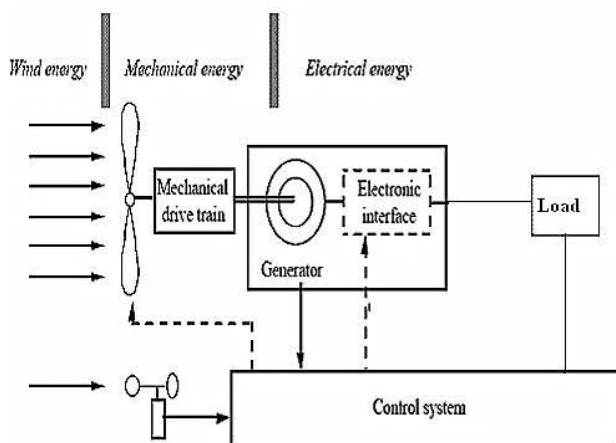 Wind energy
Mechanical energy
Electrical energy
Mechanical
drive train
Electronic
interface
Load
Generator
Control system